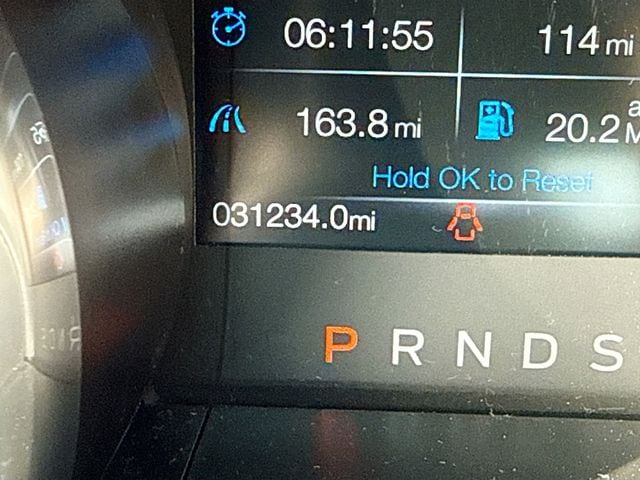 06:11:55 114 mi
163.8 mi 20.2
Hold OK to Reset
031234.0mi
P R N D S